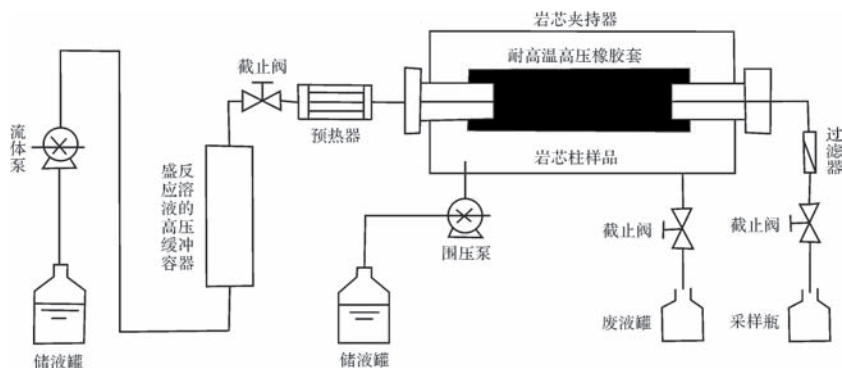 岩芯夹持器
截止阀
耐高温高压橡胶套
流体泵
预热器
过滤器
盛反
应溶
液的
高压
缓冲
容器
岩芯柱样品
围压泵
截止阀
截止阀
储液罐
储液罐
废液罐
采样瓶